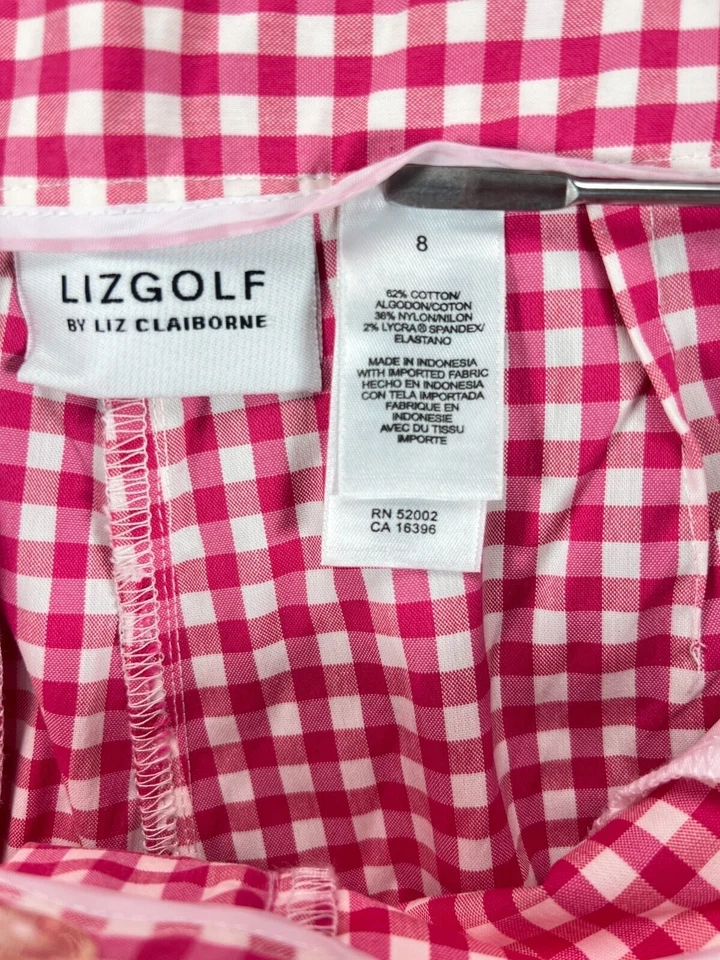 LIZGOLF
BY LIZ CLAIBORNE
8
62% COTTON/
ALGODON/COTON
36% NYLON/NILON
2% LYCRA® SPANDEX/
ELASTANO
MADE IN INDONESIA
WITH IMPORTED FABRIC
HECHO EN INDONESIA
CON TELA IMPORTADA
FABRIQUE EN
INDONESIE
AVEC DU TISSU
IMPORTE
RN 52002
CA 16396